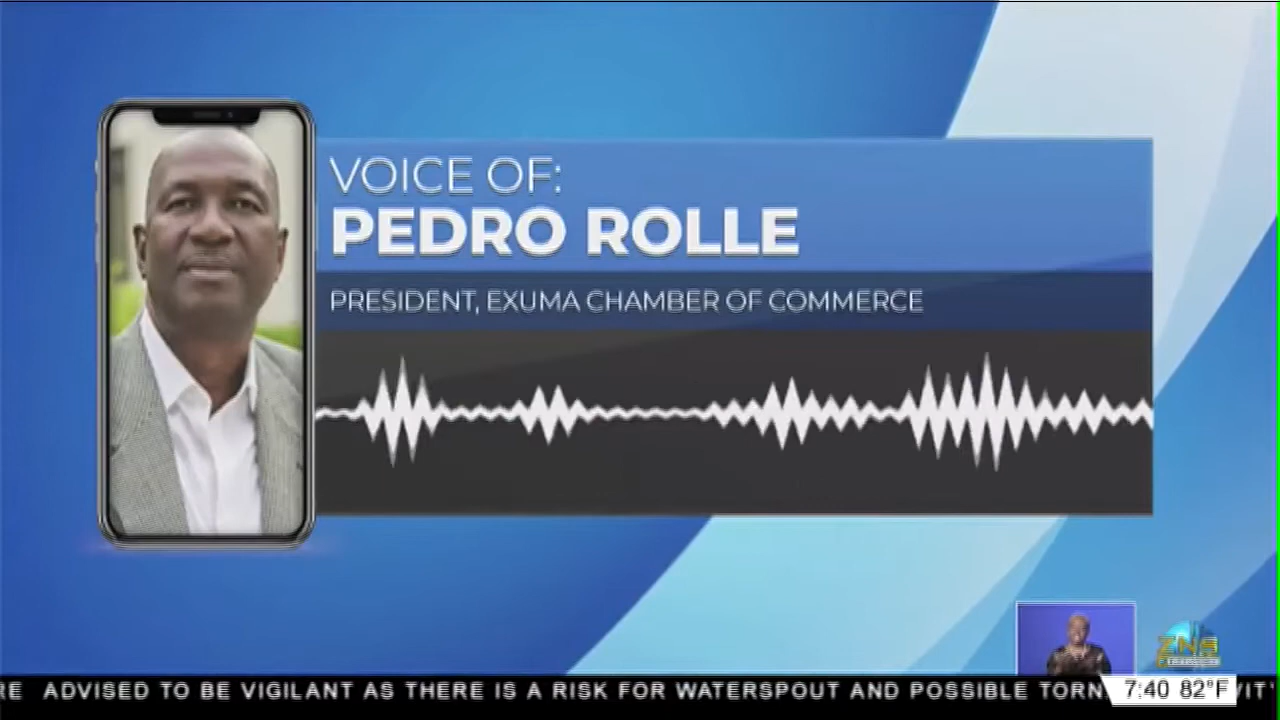 VOICE OF:
PEDRO ROLLE
PRESIDENT, EXUMA CHAMBER OF COMMERCE
ZNS
ADVISED TO BE VIGILANT AS THERE IS A RISK FOR WATERSPOUT AND POSSIBLE
7:40 82°F